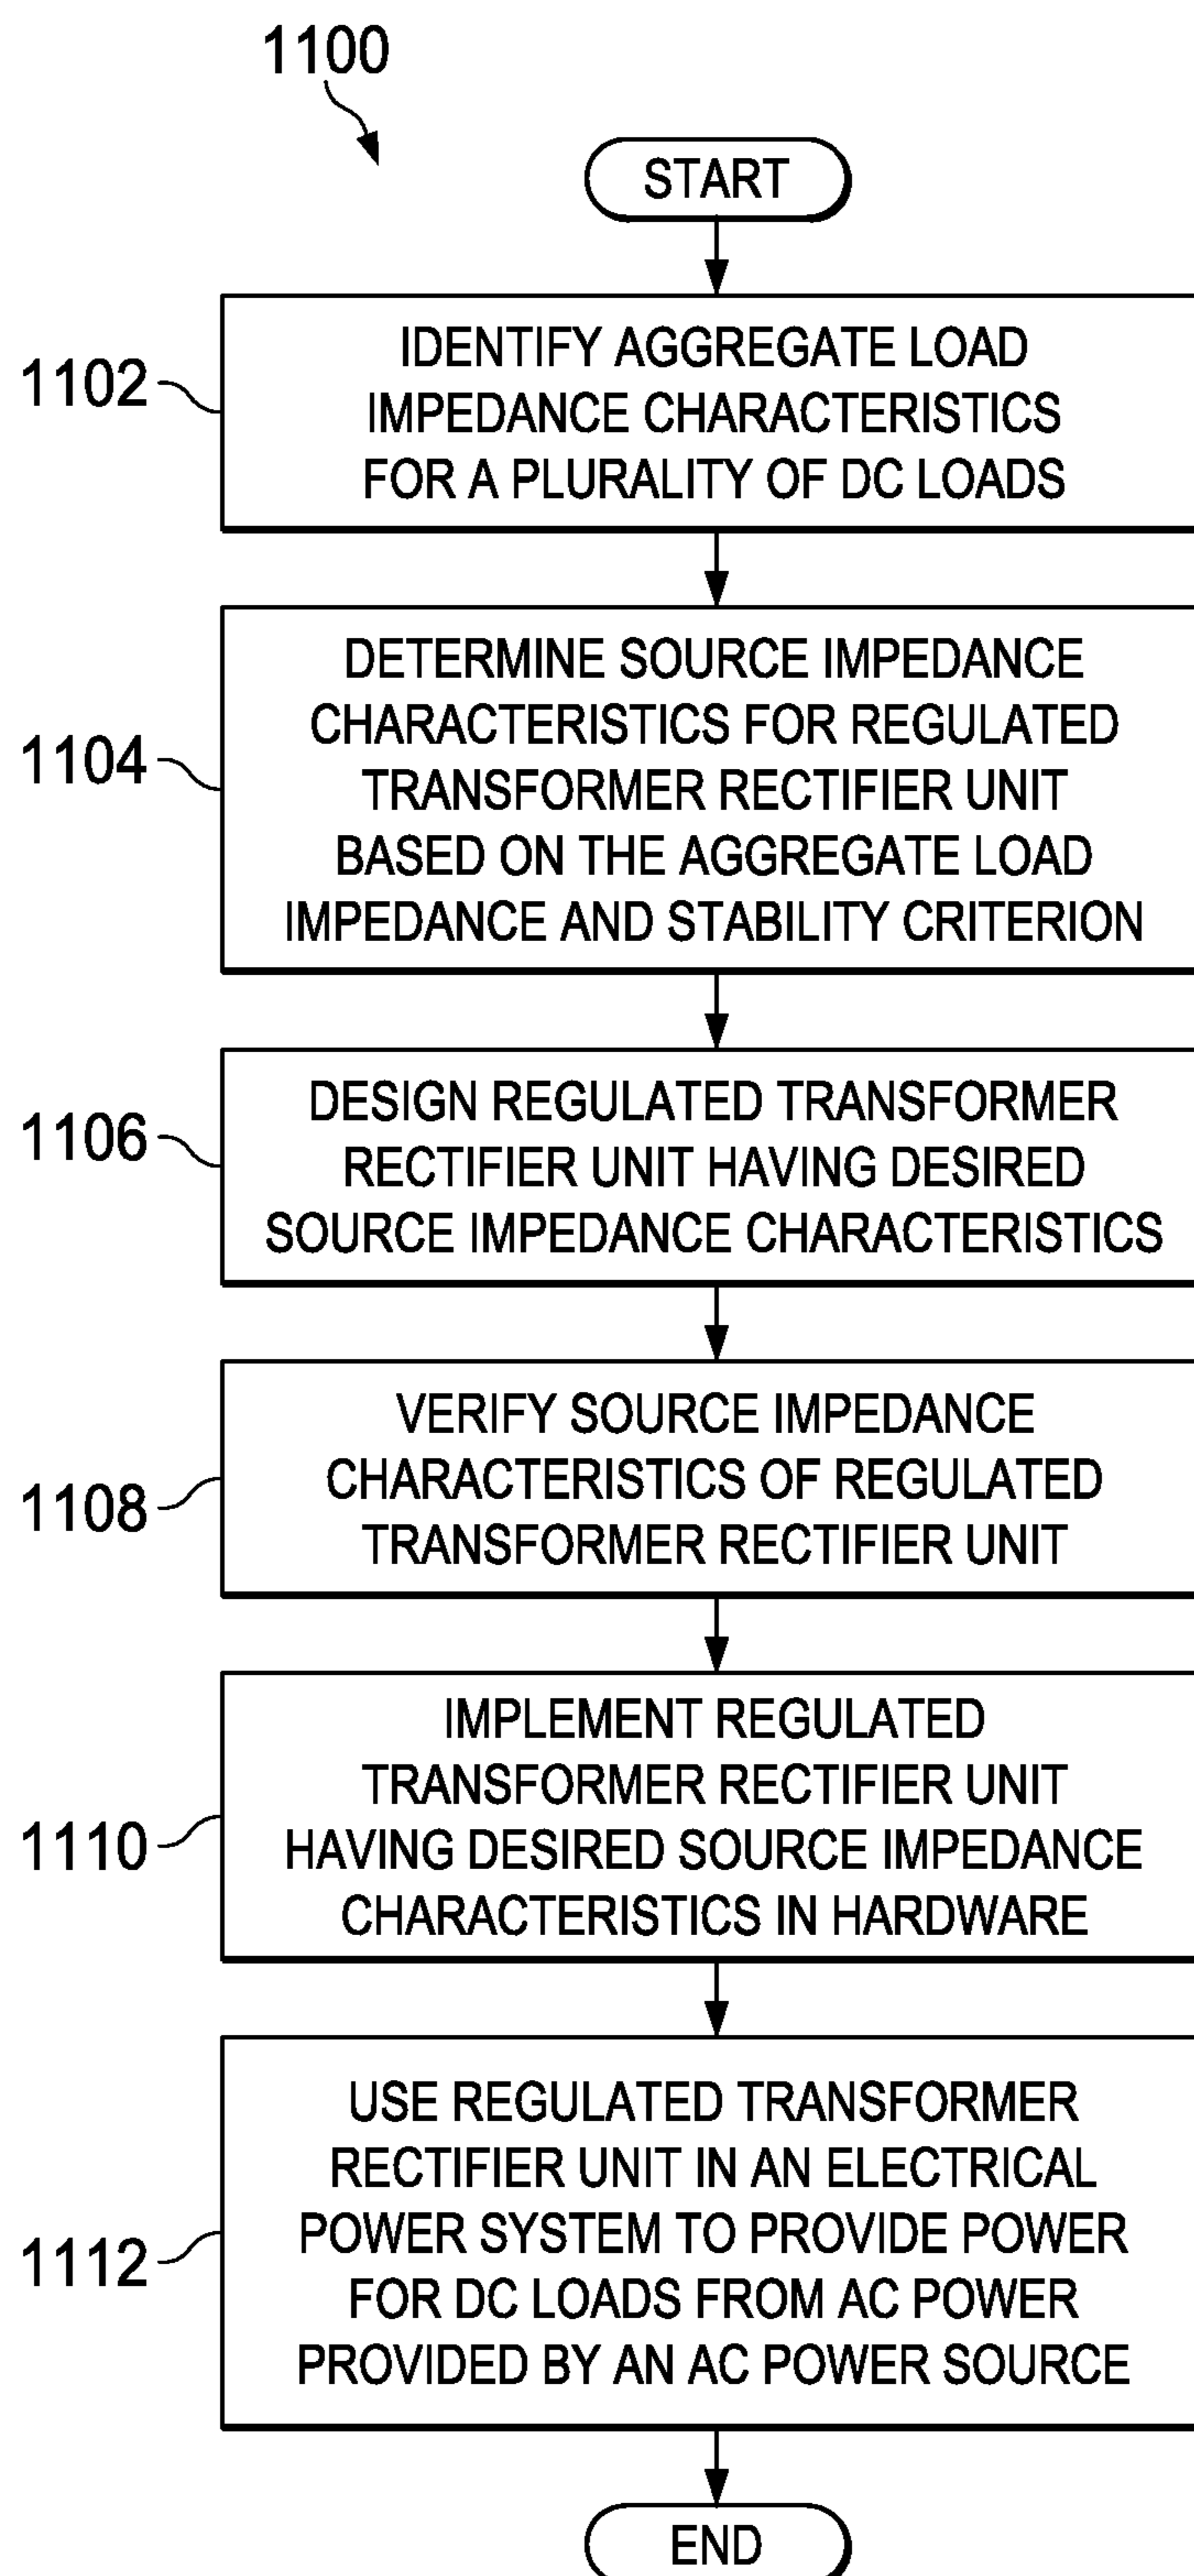 1100
START
1102
IDENTIFY AGGREGATE LOAD
IMPEDANCE CHARACTERISTICS
FOR A PLURALITY OF DC LOADS
1104
DETERMINE SOURCE IMPEDANCE
CHARACTERISTICS FOR REGULATED
TRANSFORMER RECTIFIER UNIT
BASED ON THE AGGREGATE LOAD
IMPEDANCE AND STABILITY CRITERION
1106
DESIGN REGULATED TRANSFORMER
RECTIFIER UNIT HAVING DESIRED
SOURCE IMPEDANCE CHARACTERISTICS
1108
VERIFY SOURCE IMPEDANCE
CHARACTERISTICS OF REGULATED
TRANSFORMER RECTIFIER UNIT
1110
IMPLEMENT REGULATED
TRANSFORMER RECTIFIER UNIT
HAVING DESIRED SOURCE IMPEDANCE
CHARACTERISTICS IN HARDWARE
1112
USE REGULATED TRANSFORMER
RECTIFIER UNIT IN AN ELECTRICAL
POWER SYSTEM TO PROVIDE POWER
FOR DC LOADS FROM AC POWER
PROVIDED BY AN AC POWER SOURCE
END